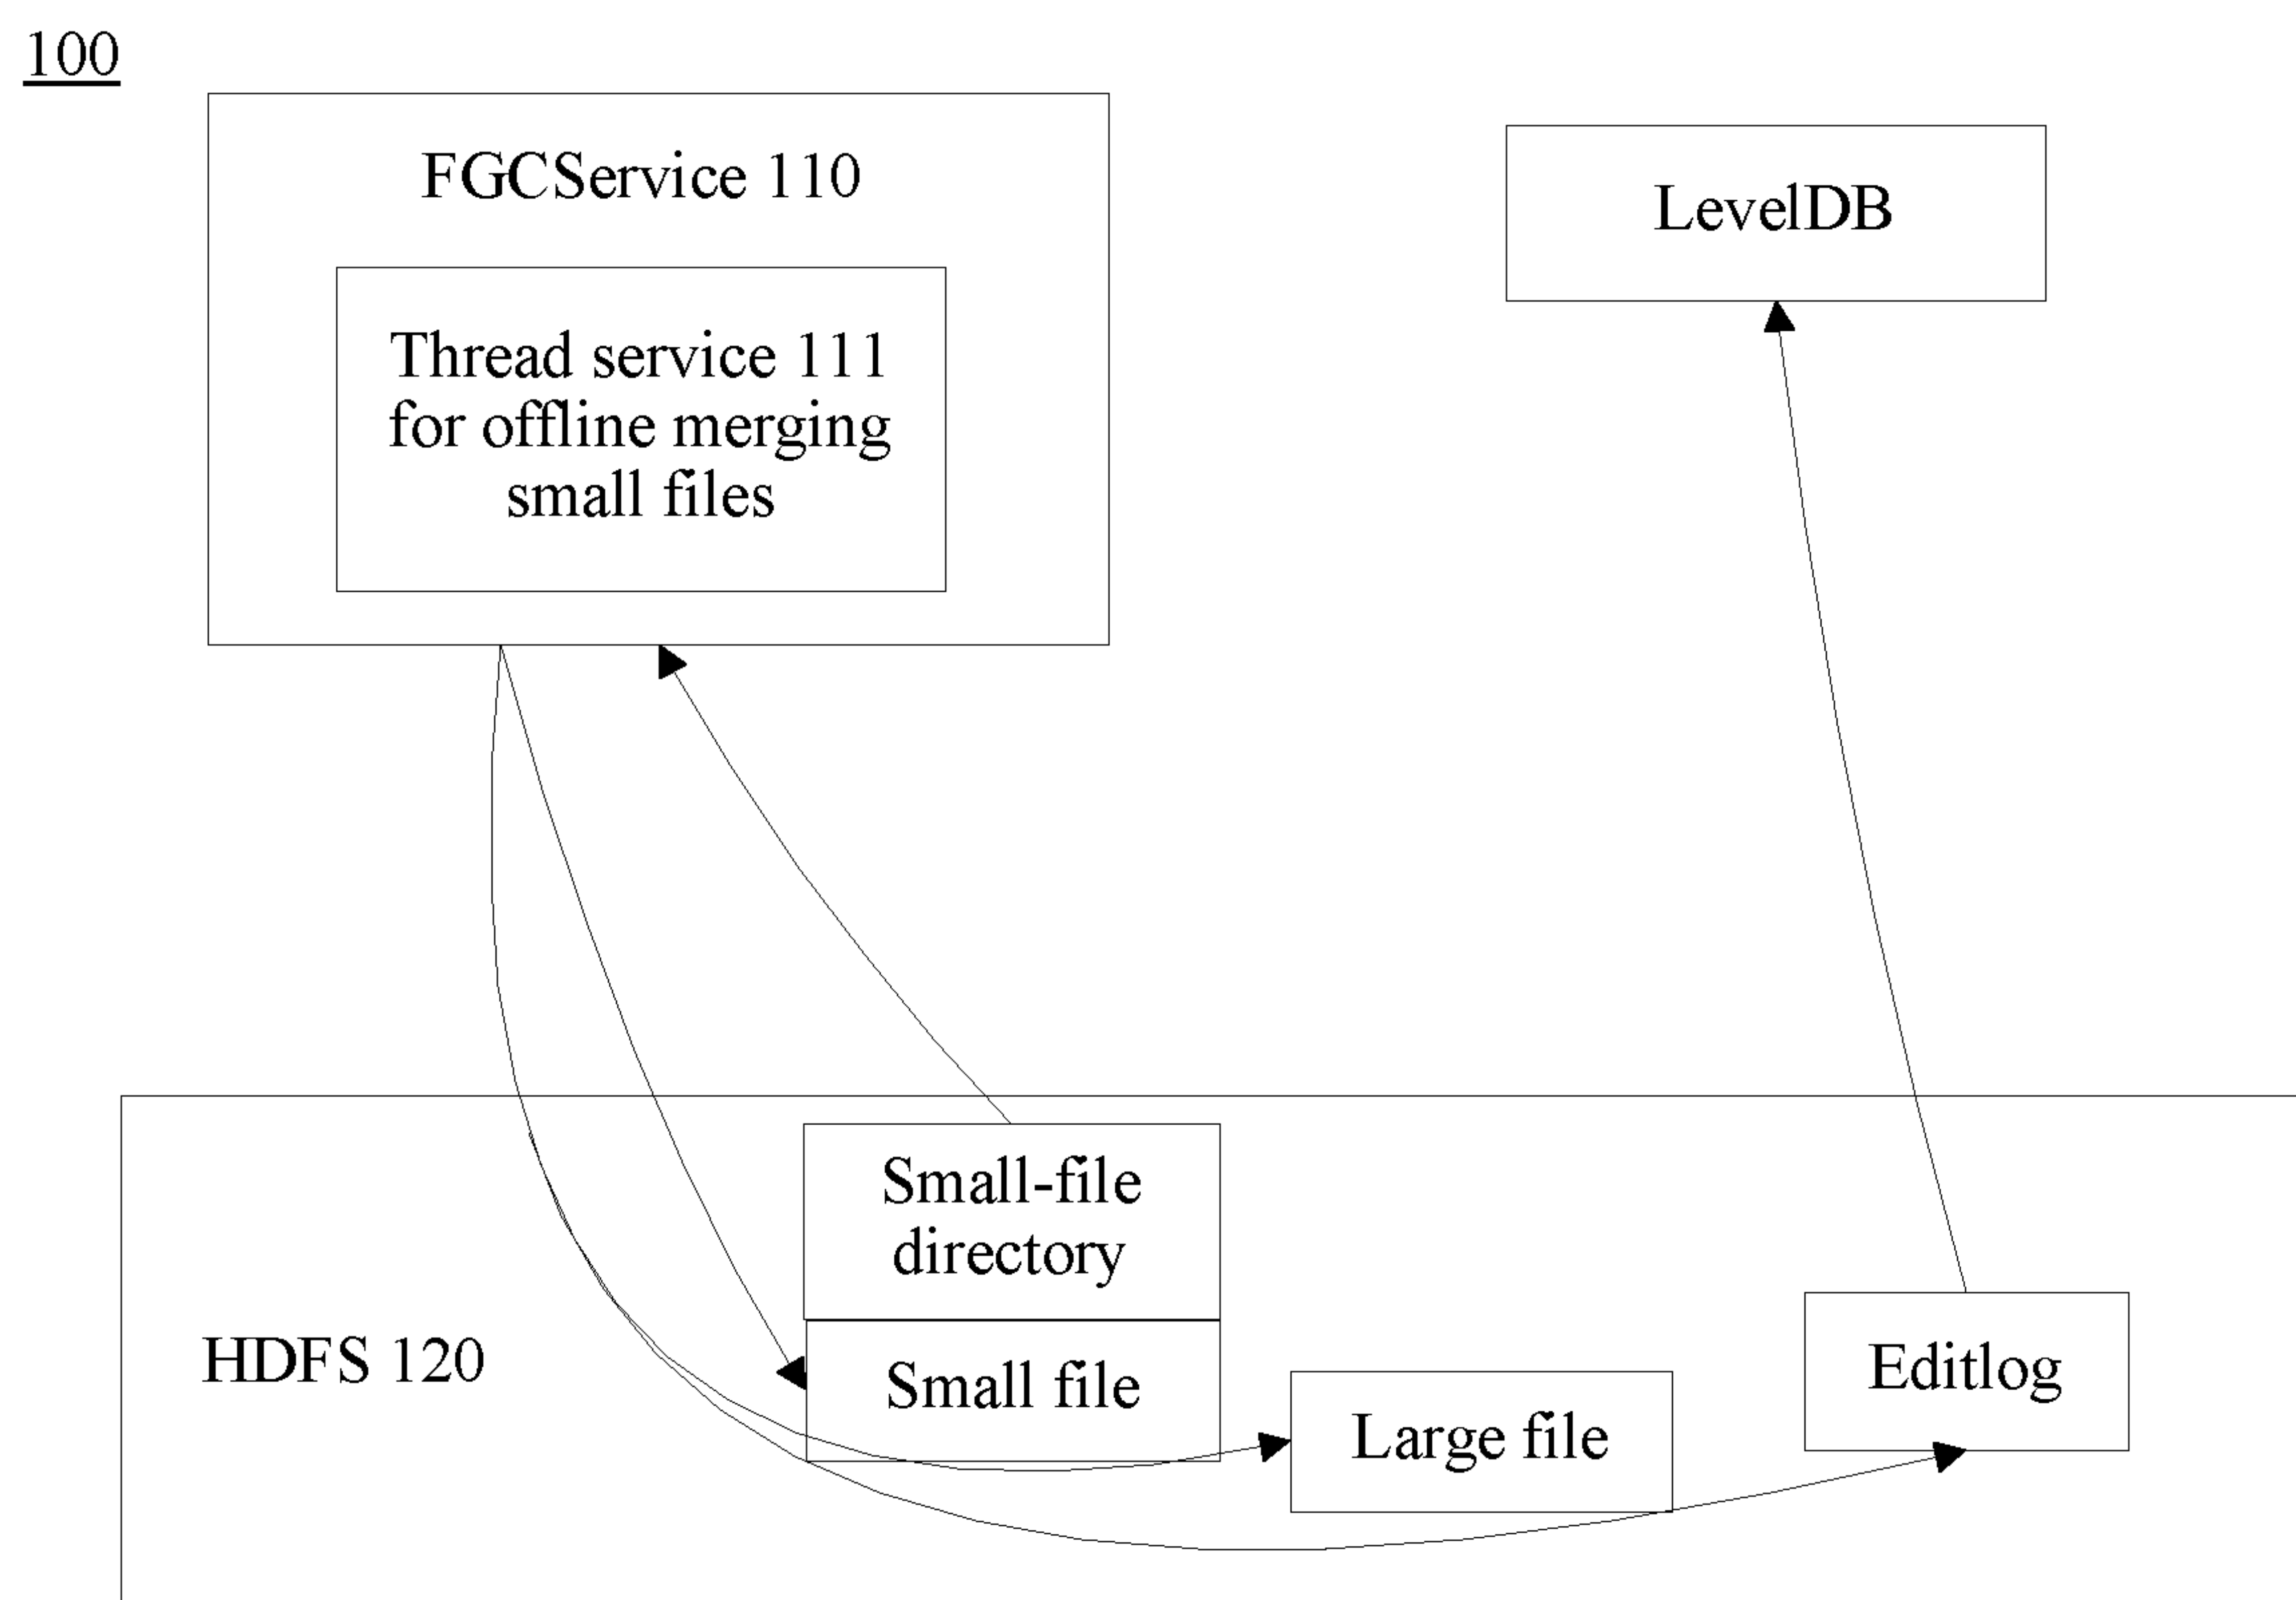 100
FGCService 110
Thread service 111
for offline merging
small files
LevelDB
Small-file
directory
HDFS 120
Small file
Large file
Editlog